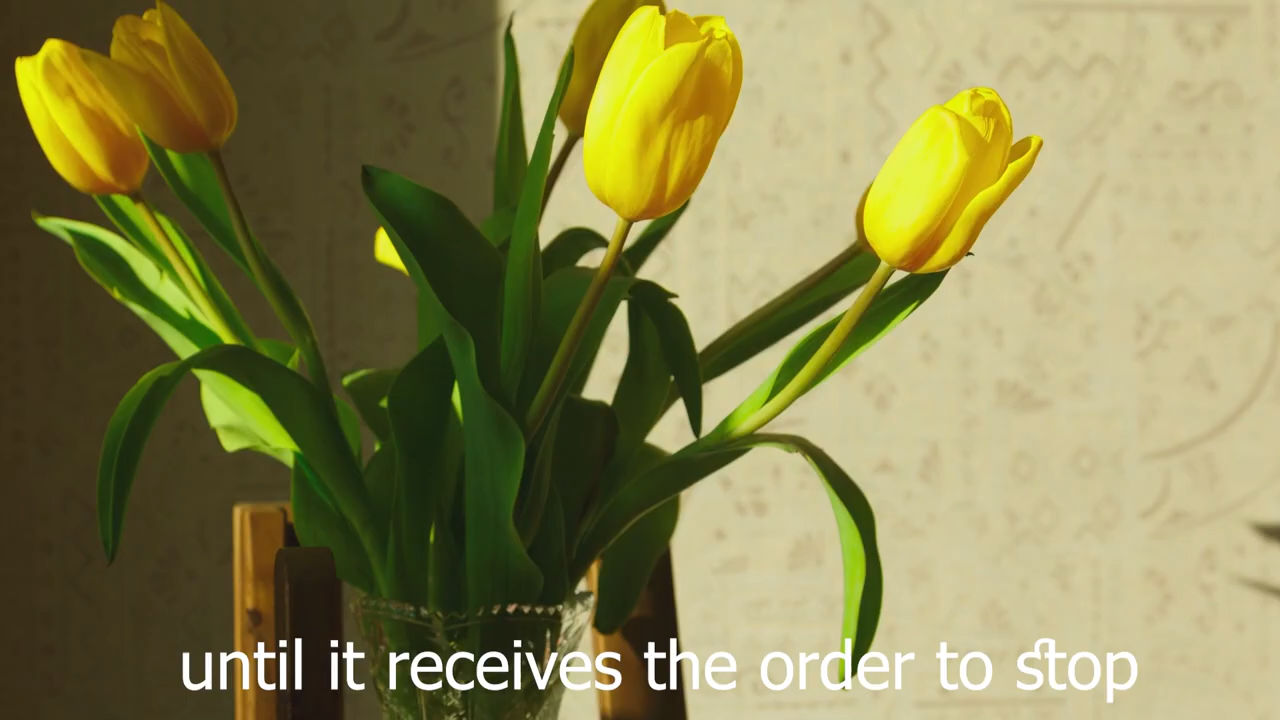 until it receives the order to stop